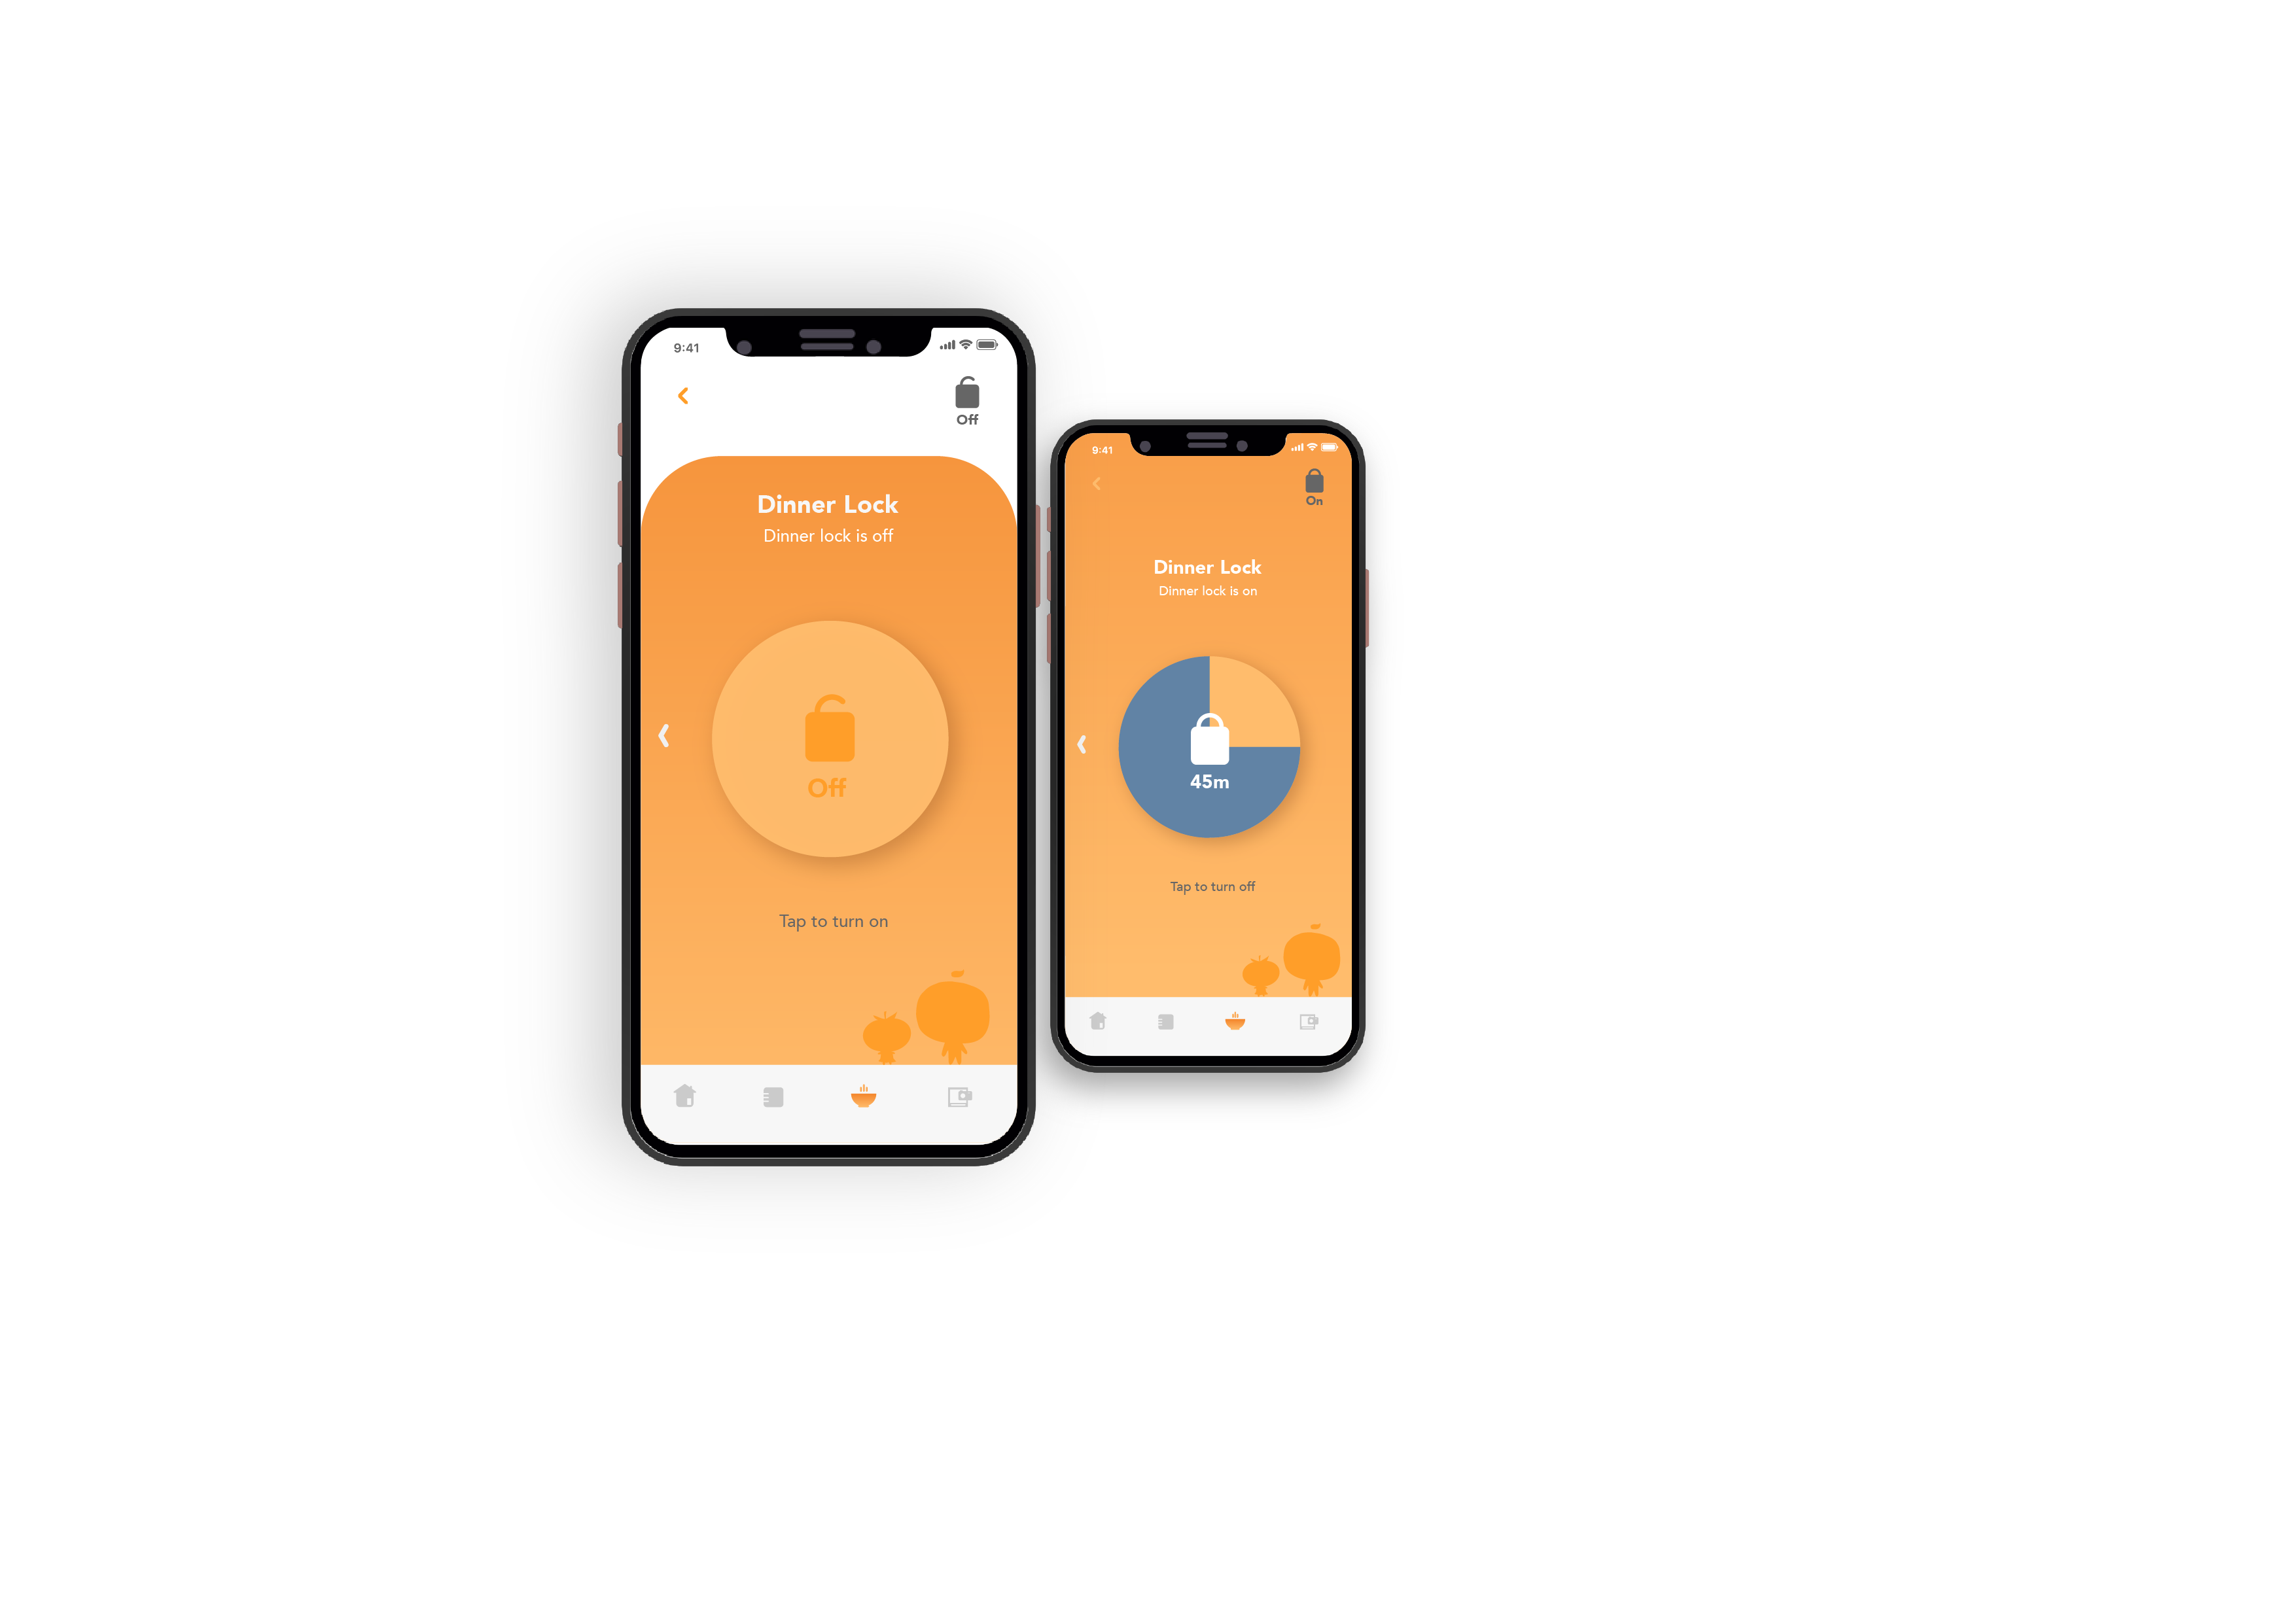 9:41
Off
Dinner Lock
Dinner lock is off
Off
Tap to turn on
9:41
On
Dinner Lock
Dinner lock is on
45m
Tap to turn off